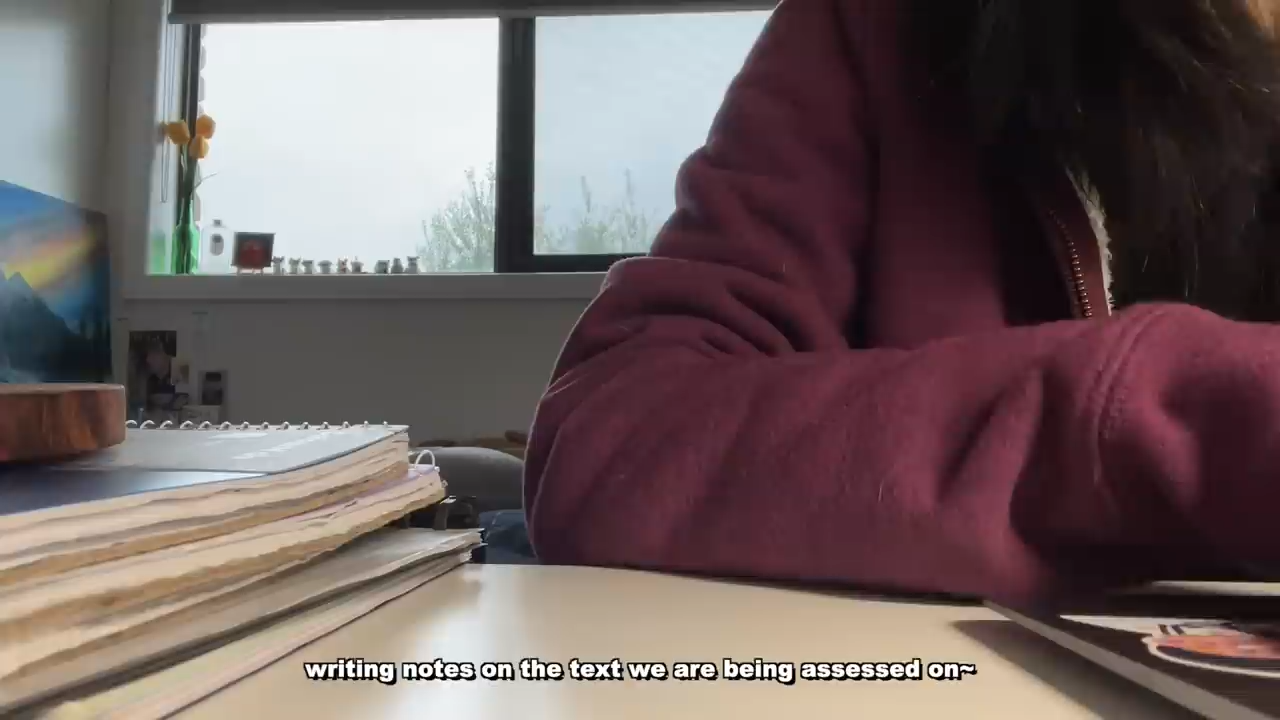 writing notes on the text we are being assessed on~